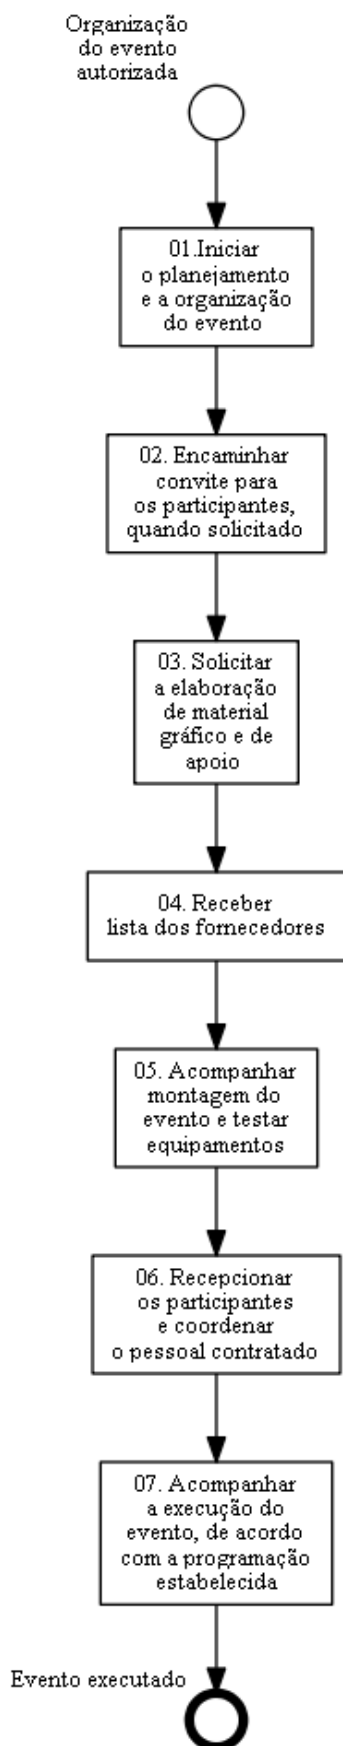 Organização
do evento
autorizada
01.Iniciar
o planejamento
e a organização
do evento
02. Encaminhar
convite para
os participantes,
quando solicitado
03. Solicitar
a elaboração
de material
gráfico e de
apoio
04. Receber
lista dos fornecedores
05. Acompanhar
montagem do
evento e testar
equipamentos
06. Recepcionar
os participantes
e coordenar
o pessoal contratado
07. Acompanhar
a execução do
evento, de acordo
com a programação
estabelecida
Evento executado